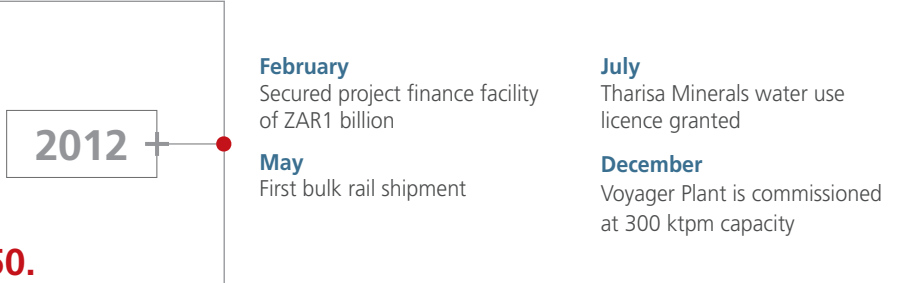 2012
February
Secured project finance facility
of ZAR1 billion
May
First bulk rail shipment
July
Tharisa Minerals water use
licence granted
December
Voyager Plant is commissioned
at 300 ktpm capacity